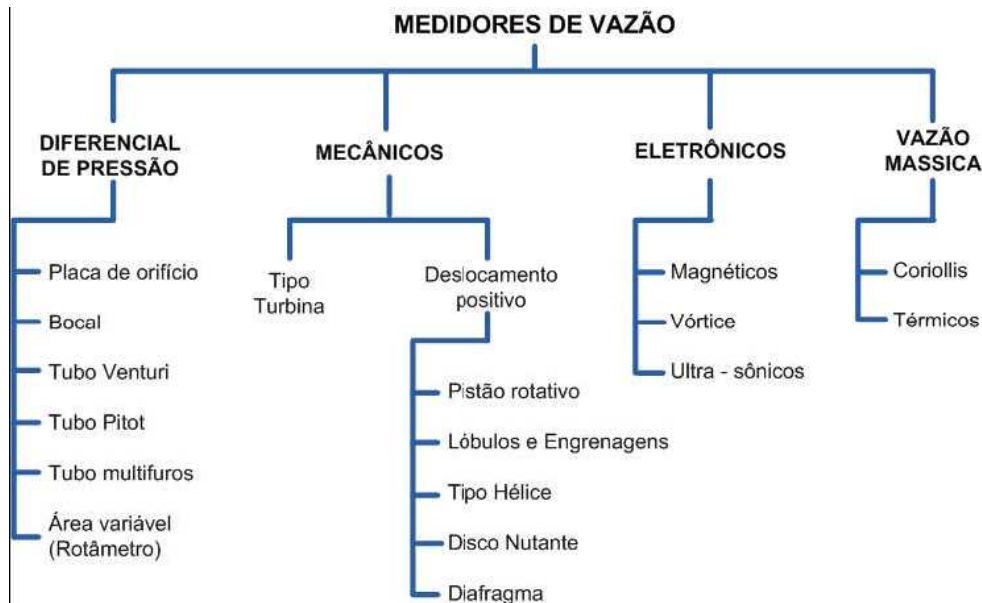 MEDIDORES DE VAZÃO
DIFERENCIAL
DE PRESSÃO
Placa de orifício
Bocal
Tubo Venturi
Tubo Pitot
Tubo multifuros
Área variável
(Rotâmetro)
MECÂNICOS
Tipo
Turbina
Deslocamento
positivo
Pistão rotativo
Lóbulos e Engrenagens
Tipo Hélice
Disco Nutante
Diafragma
ELETRÔNICOS
Magnéticos
Vórtice
Ultra - sônicos
VAZÃO
MASSICA
Coriollis
Térmicos